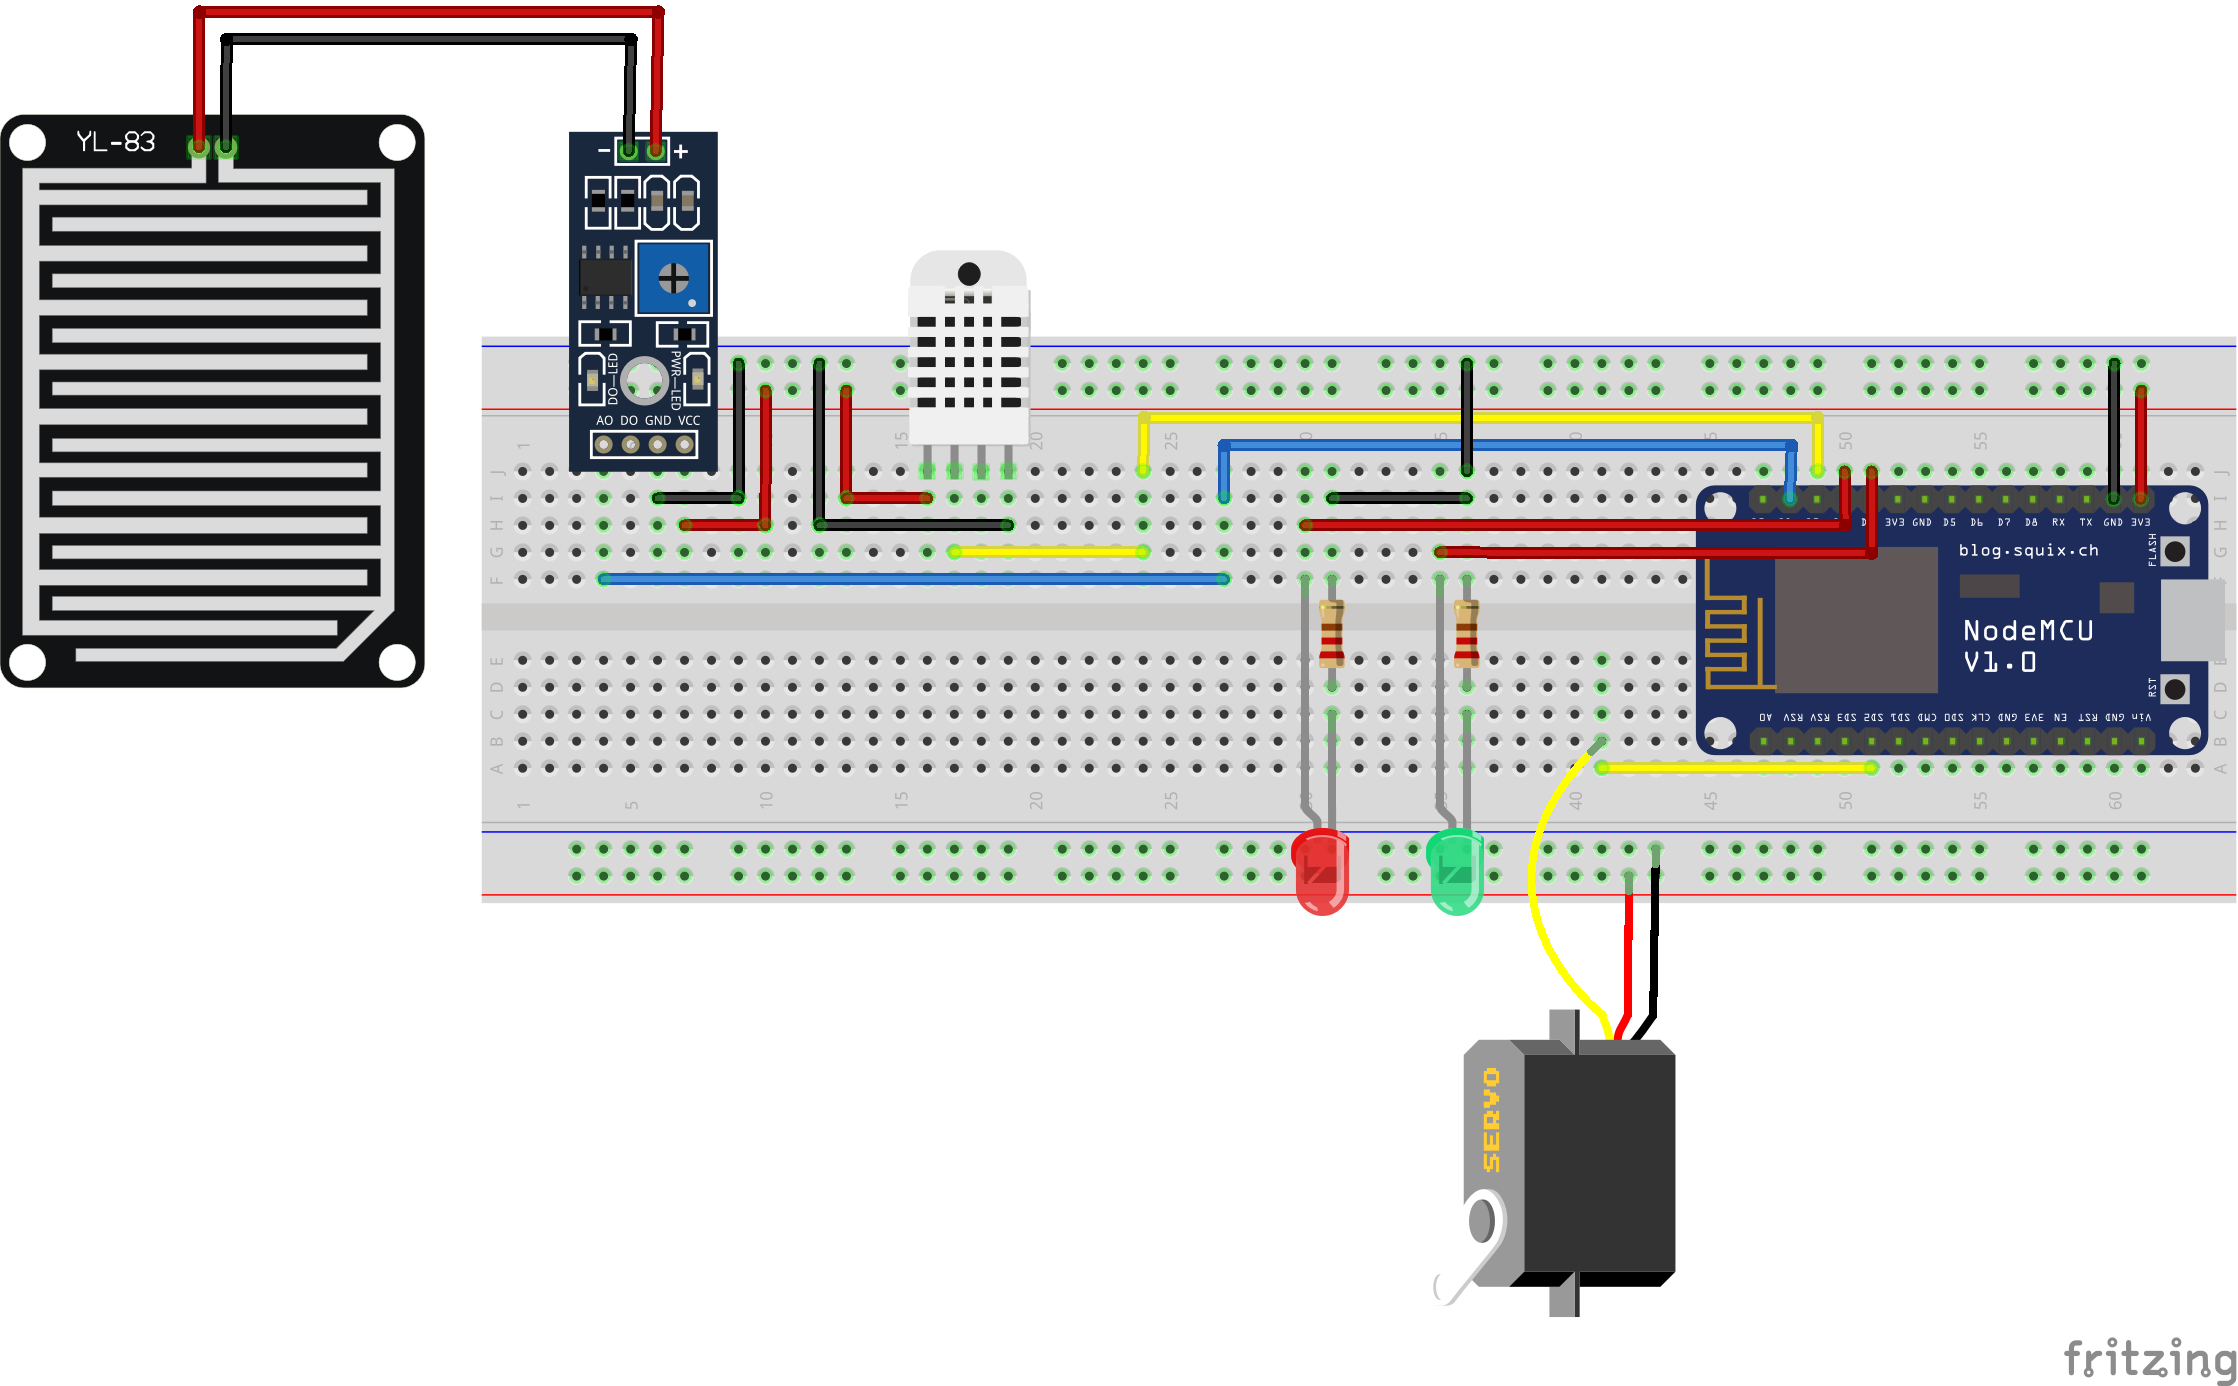 YL-83
- +
DO-LED
PWR-LED
AO DO GND VCC
1 15 20 25 50 55
J
I
H
G
F
J
H
G
3V3 GND D5 D6 D7 D8 RX TX GND 3V3
blog.squix.ch
FLASH
NodeMCU
V1.0
RST
A0 RSV RSV SD3 SD2 SD1 CMD SD0 CLK GND 3V3 EN RST GND Vin
E
D
C
B
A
D
C
B
A
1 5 10 15 20 25 40 45 50 55 60
SERVO
fritzing